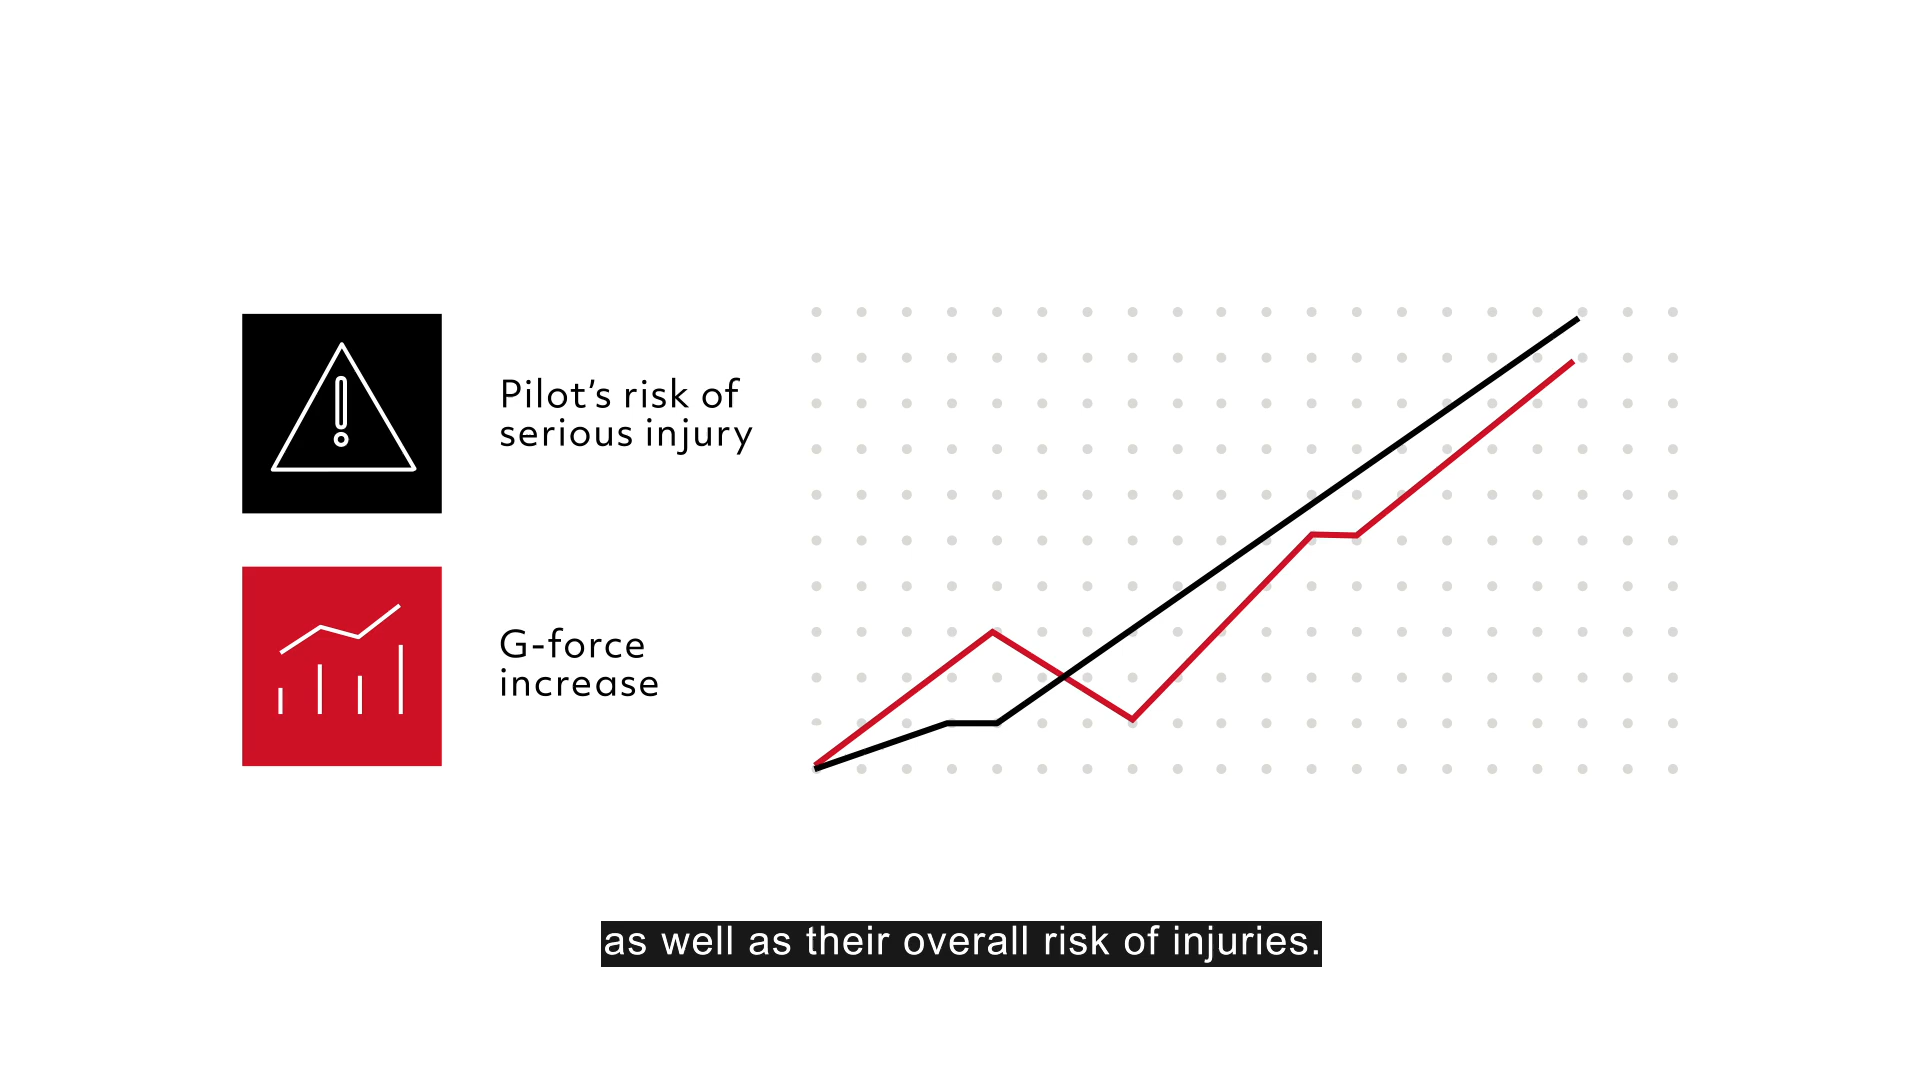 Pilot’s risk of
serious injury
G-force
increase
as well as their overall risk of injuries.